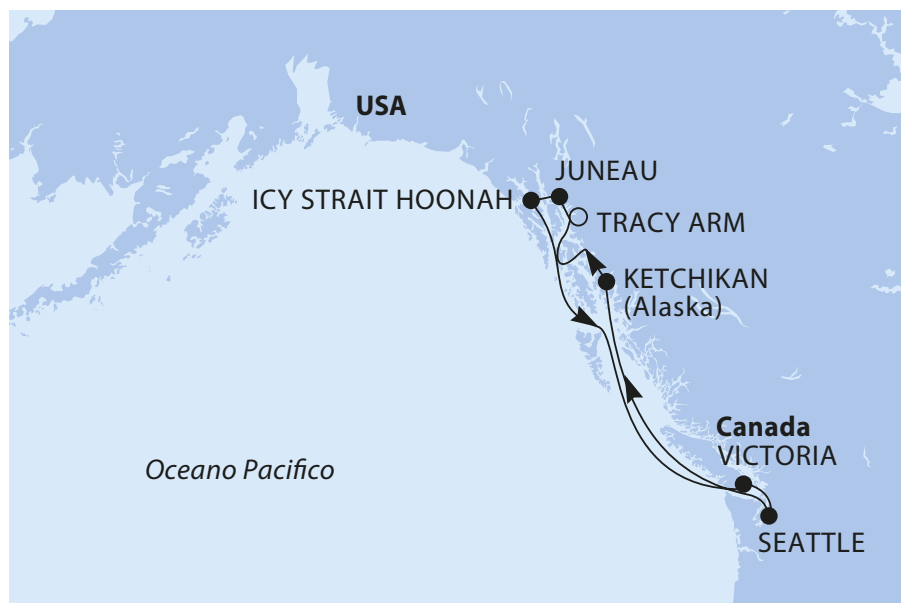 USA
JUNEAU
ICY STRAIT HOONAH
TRACY ARM
KETCHIKAN
(Alaska)
Canada
VICTORIA
Oceano Pacifico
SEATTLE